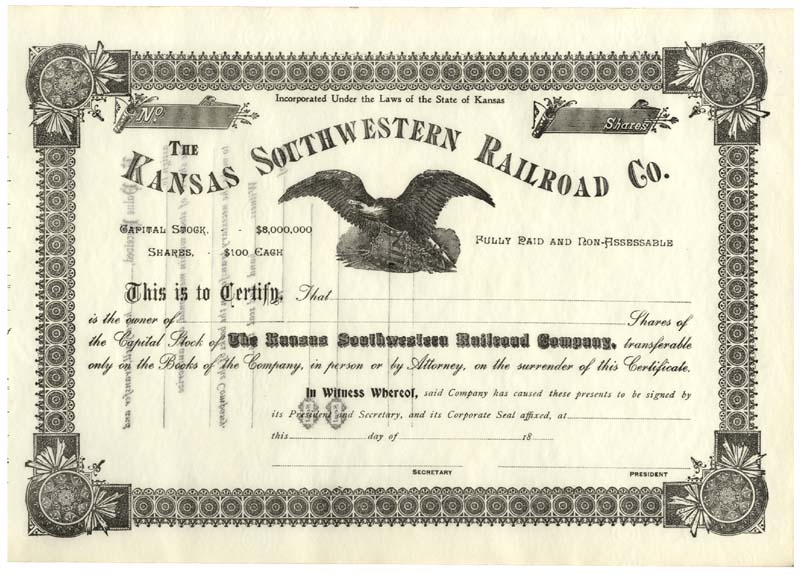 Incorporated Under the Laws of the State of Kansas
No.
Shares
THE
KANSAS SOUTHWESTERN RAILROAD CO.
CAPITAL STOCK, - $8,000,000
SHARES, - $100 EACH
FULLY PAID AND NON-ASSESSABLE
This is to Certify, That
is the owner of Shares of
the Capital Stock of The Kansas Southwestern Railroad Company, transferable
only on the Books of the Company, in person or by Attorney, on the surrender of this Certificate.
In Witness Whereof, said Company has caused these presents to be signed by
its President and Secretary, and its Corporate Seal affixed, at
this day of 18
SECRETARY PRESIDENT